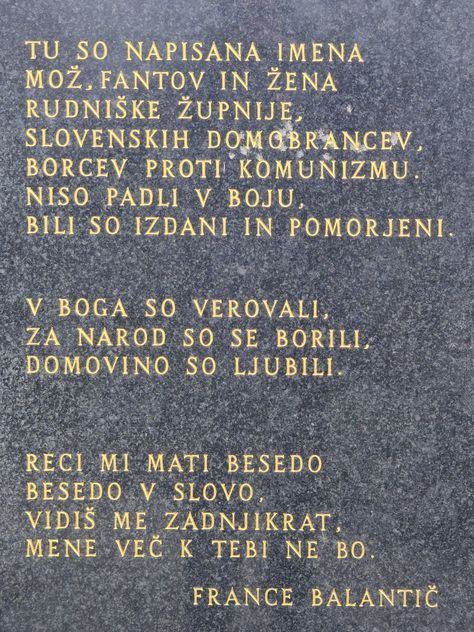 TU SO NAPISANA IMENA
MOŽ, FANTOV IN ŽENA
RUDNIŠKE ŽUPNIJE,
SLOVENSKIH DOMOBRANCEV,
BORCEV PROTI KOMUNIZMU.
NISO PADLI V BOJU,
BILI SO IZDANI IN POMORJENI.
V BOGA SO VEROVALI,
ZA NAROD SO SE BORILI,
DOMOVINO SO LJUBILI.
RECI MI MATI BESEDO
BESEDO V SLOVO,
VIDIŠ ME ZADNJIKRAT,
MENE VEČ K TEBI NE BO.
FRANCE BALANTIČ